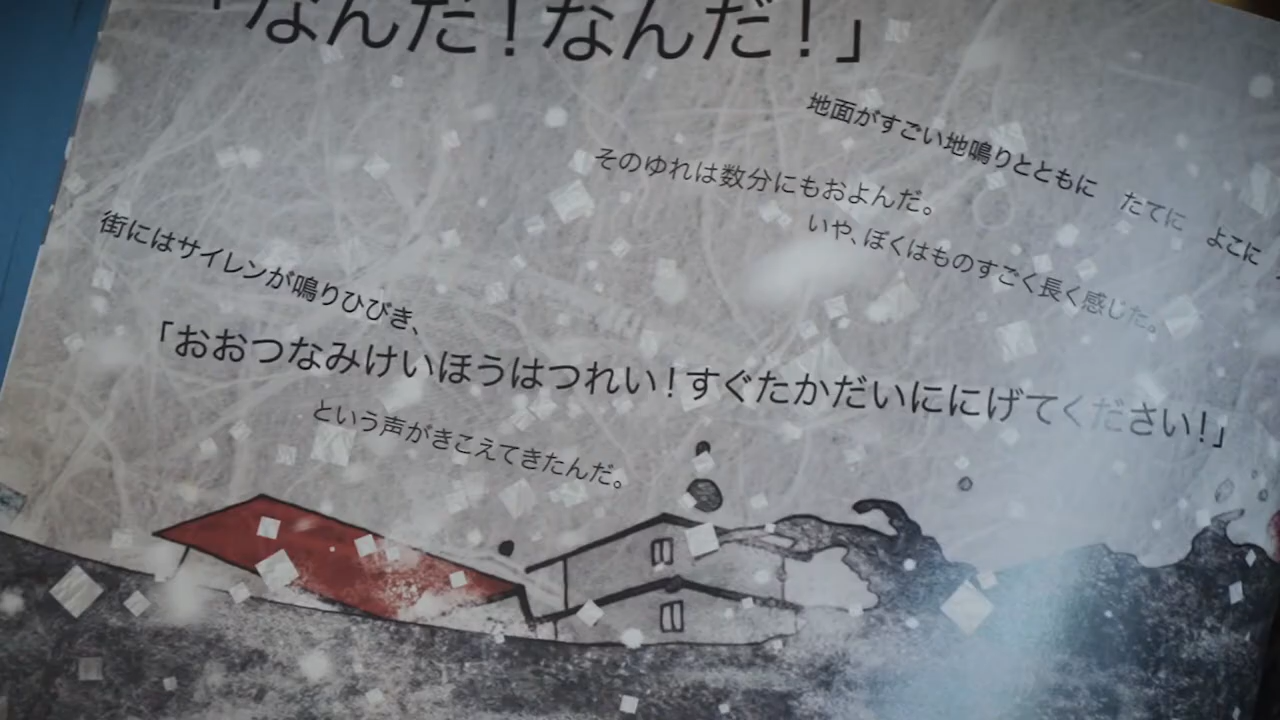 「なんだ！なんだ！」
地面がすごい地鳴りとともに　たてに　よこに
そのゆれは数分にもおよんだ。
いや、ぼくはものすごく長く感じた。
街にはサイレンが鳴りひびき、
「おおつなみけいほうはつれい！すぐたかだいににげてください！」
という声がきこえてきたんだ。